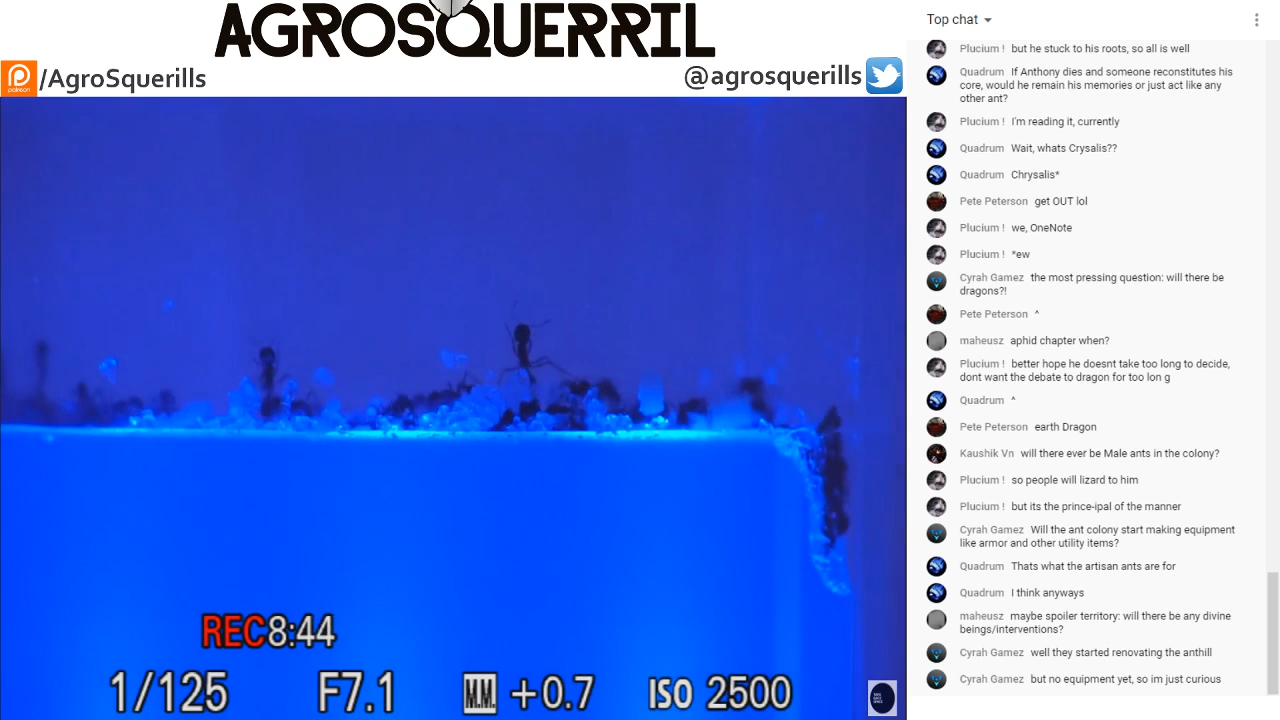 AGROSQUERRIL
/AgroSquerills
@agrosquerills
REC 8:44
1/125 F7.1 M.M. +0.7 ISO 2500
Top chat
Plucium ! but he stuck to his roots, so all is well
Quadrum If Anthony dies and someone reconstitutes his
core, would he remain his memories or just act like any
other ant?
Plucium ! I'm reading it, currently
Quadrum Wait, whats Crysalis??
Quadrum Chrysalis*
Pete Peterson get OUT lol
Plucium ! we, OneNote
Plucium ! *ew
Cyrah Gamez the most pressing question: will there be
dragons?!
Pete Peterson ^
maheusz aphid chapter when?
Plucium ! better hope he doesnt take too long to decide,
dont want the debate to dragon for too lon g
Quadrum ^
Pete Peterson earth Dragon
Kaushik Vn will there ever be Male ants in the colony?
Plucium ! so people will lizard to him
Plucium ! but its the prince-ipal of the manner
Cyrah Gamez Will the ant colony start making equipment
like armor and other utility items?
Quadrum Thats what the artisan ants are for
Quadrum I think anyways
maheusz maybe spoiler territory: will there be any divine
beings/interventions?
Cyrah Gamez well they started renovating the anthill
Cyrah Gamez but no equipment yet, so im just curious